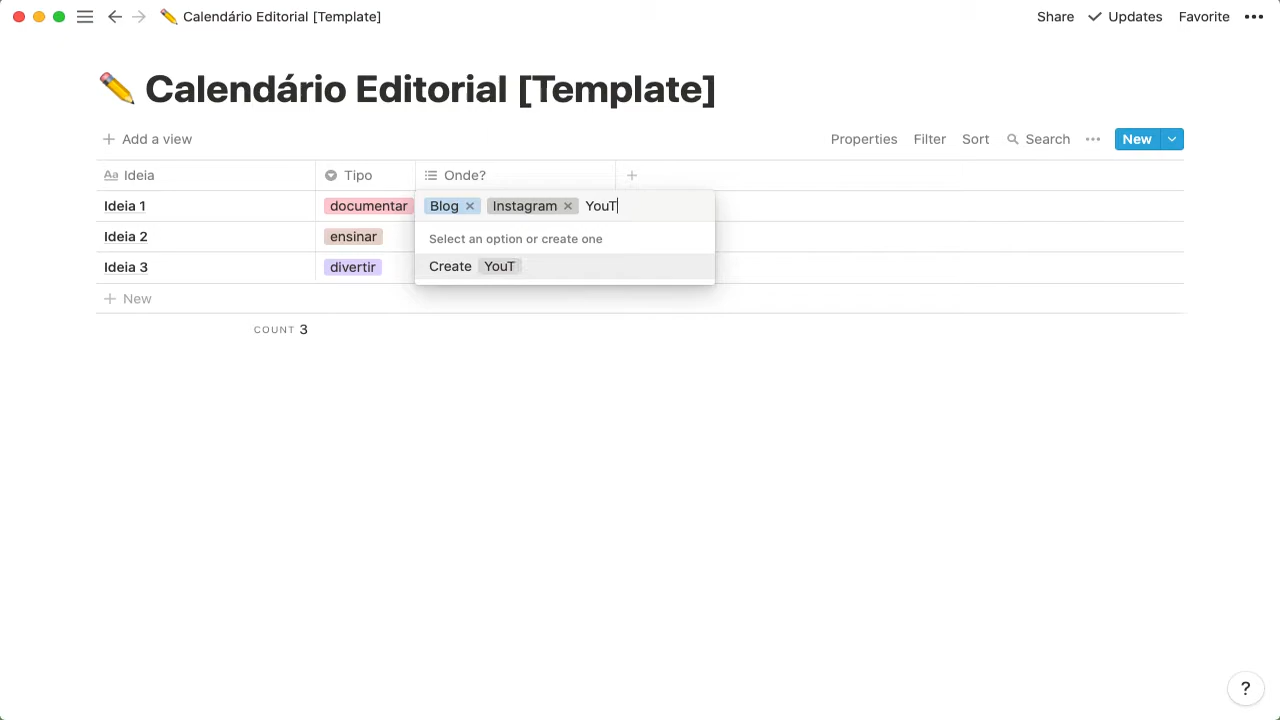 Calendário Editorial [Template] Share Updates Favorite
Calendário Editorial [Template]
Add a view Properties Filter Sort Search New
Aa Ideia Tipo Onde?
Ideia 1 documentar Blog Instagram YouT
Ideia 2 ensinar Select an option or create one
Ideia 3 divertir Create YouT
New
COUNT 3
?